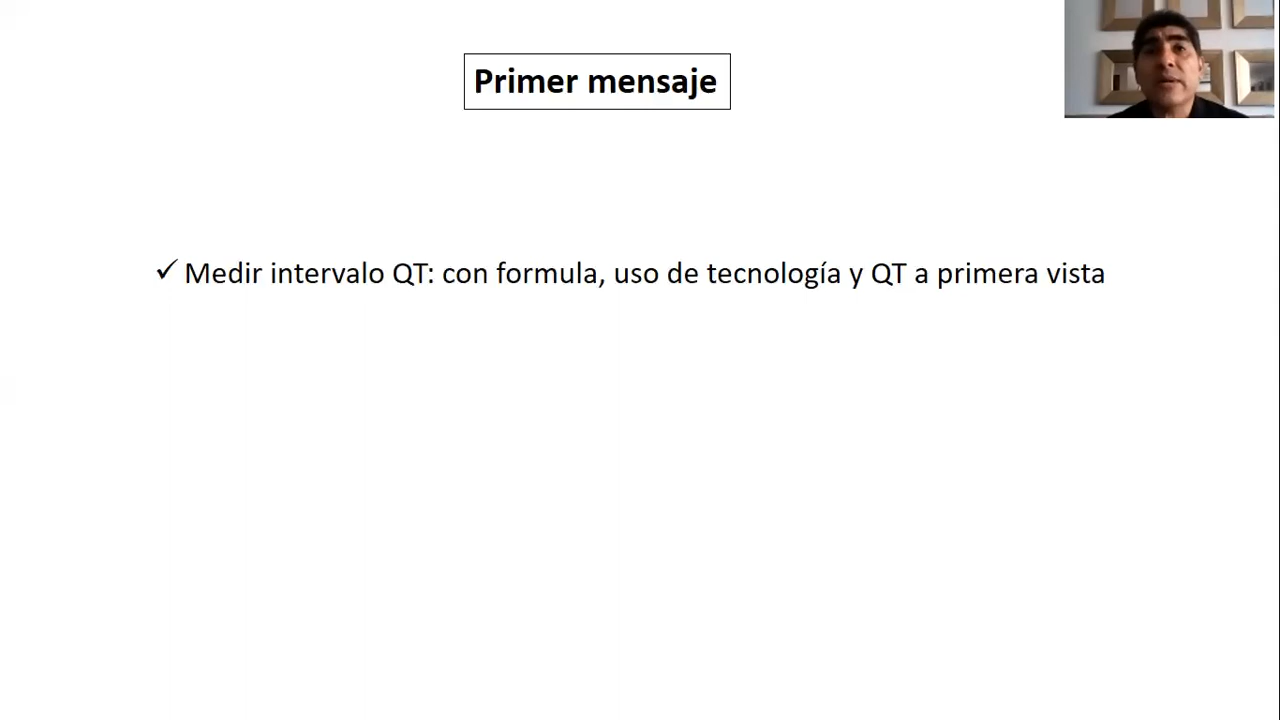 Primer mensaje
✓ Medir intervalo QT: con formula, uso de tecnología y QT a primera vista